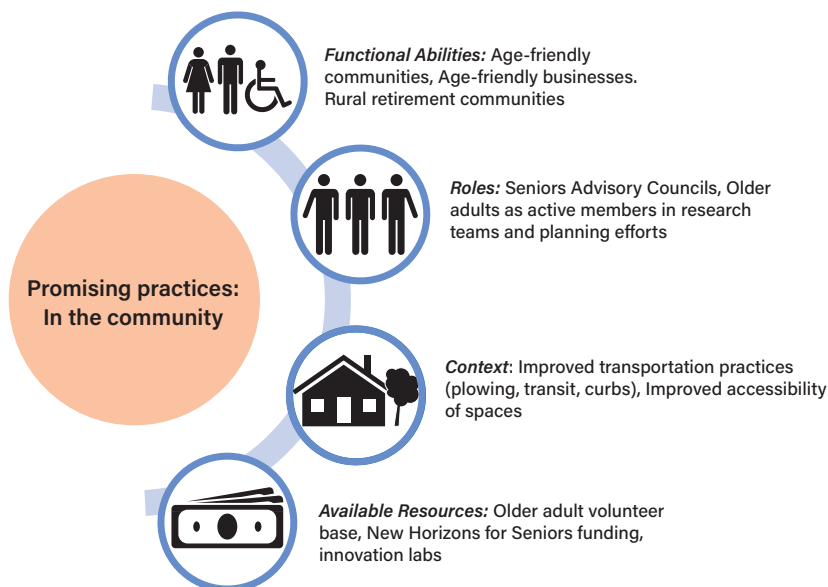 Functional Abilities: Age-friendly
communities, Age-friendly businesses.
Rural retirement communities
Roles: Seniors Advisory Councils, Older
adults as active members in research
teams and planning efforts
Promising practices:
In the community
Context: Improved transportation practices
(plowing, transit, curbs), Improved accessibility
of spaces
Available Resources: Older adult volunteer
base, New Horizons for Seniors funding,
innovation labs